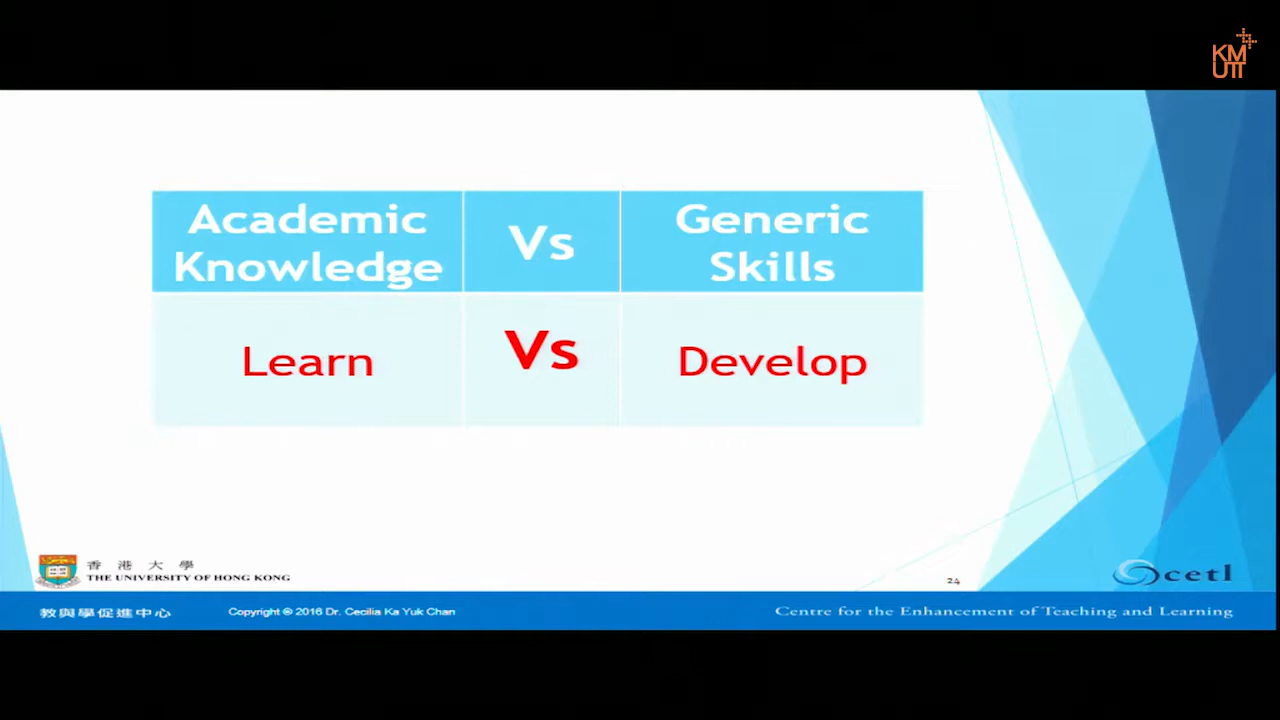 KM
UTT
Academic
Knowledge
Vs
Generic
Skills
Learn
Vs
Develop
香港大學
THE UNIVERSITY OF HONG KONG
24
cetl
教與學促進中心
Copyright © 2016 Dr. Cecilia Ka Yuk Chan
Centre for the Enhancement of Teaching and Learning